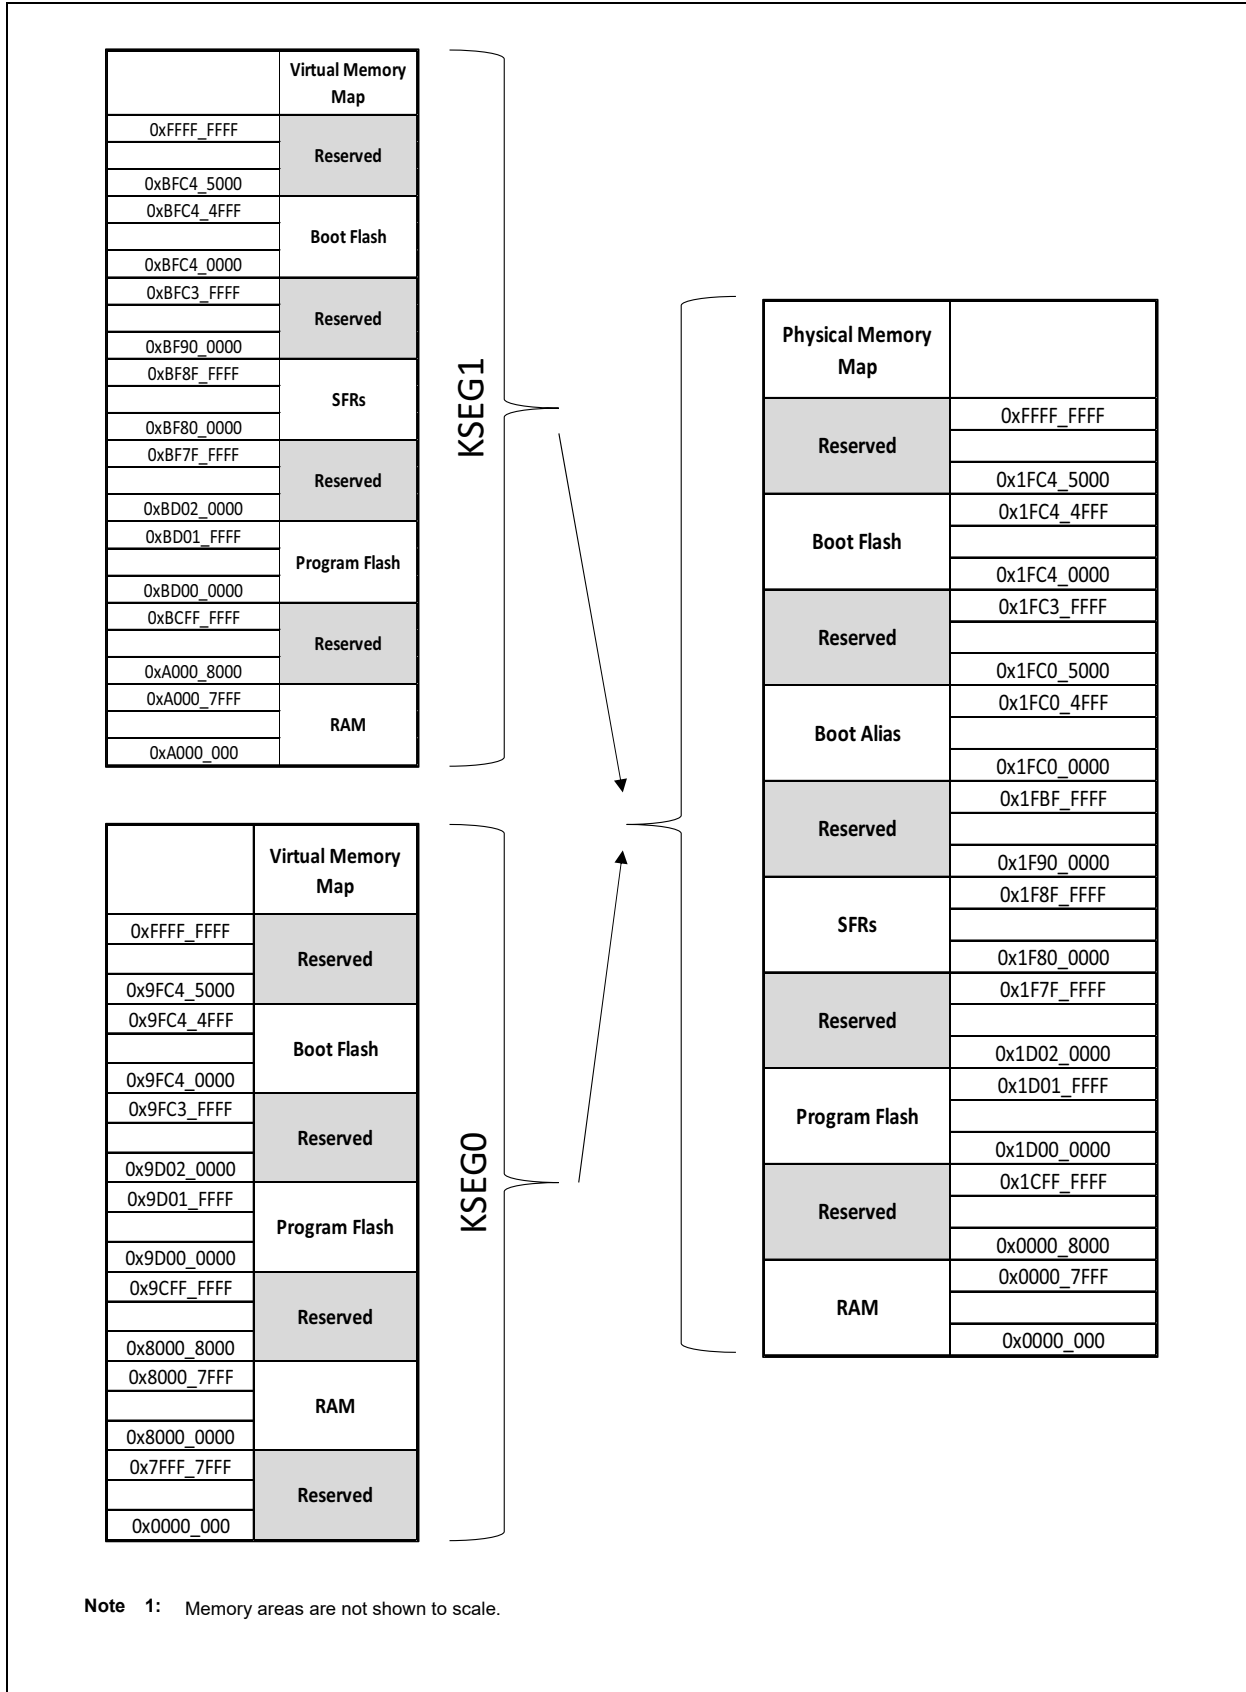 Virtual Memory
Map
0xFFFF_FFFF
Reserved
0xBFC4_5000
0xBFC4_4FFF
Boot Flash
0xBFC4_0000
0xBFC3_FFFF
Reserved
0xBF90_0000
0xBF8F_FFFF
SFRs
0xBF80_0000
0xBF7F_FFFF
Reserved
0xBD02_0000
0xBD01_FFFF
Program Flash
0xBD00_0000
0xBCFF_FFFF
Reserved
0xA000_8000
0xA000_7FFF
RAM
0xA000_000
KSEG1
Virtual Memory
Map
0xFFFF_FFFF
Reserved
0x9FC4_5000
0x9FC4_4FFF
Boot Flash
0x9FC4_0000
0x9FC3_FFFF
Reserved
0x9D02_0000
0x9D01_FFFF
Program Flash
0x9D00_0000
0x9CFF_FFFF
Reserved
0x8000_8000
0x8000_7FFF
RAM
0x8000_0000
0x7FFF_7FFF
Reserved
0x0000_000
KSEG0
Physical Memory
Map
0xFFFF_FFFF
Reserved
0x1FC4_5000
0x1FC4_4FFF
Boot Flash
0x1FC4_0000
0x1FC3_FFFF
Reserved
0x1FC0_5000
0x1FC0_4FFF
Boot Alias
0x1FC0_0000
0x1FBF_FFFF
Reserved
0x1F90_0000
0x1F8F_FFFF
SFRs
0x1F80_0000
0x1F7F_FFFF
Reserved
0x1D02_0000
0x1D01_FFFF
Program Flash
0x1D00_0000
0x1CFF_FFFF
Reserved
0x0000_8000
0x0000_7FFF
RAM
0x0000_000
Note 1: Memory areas are not shown to scale.